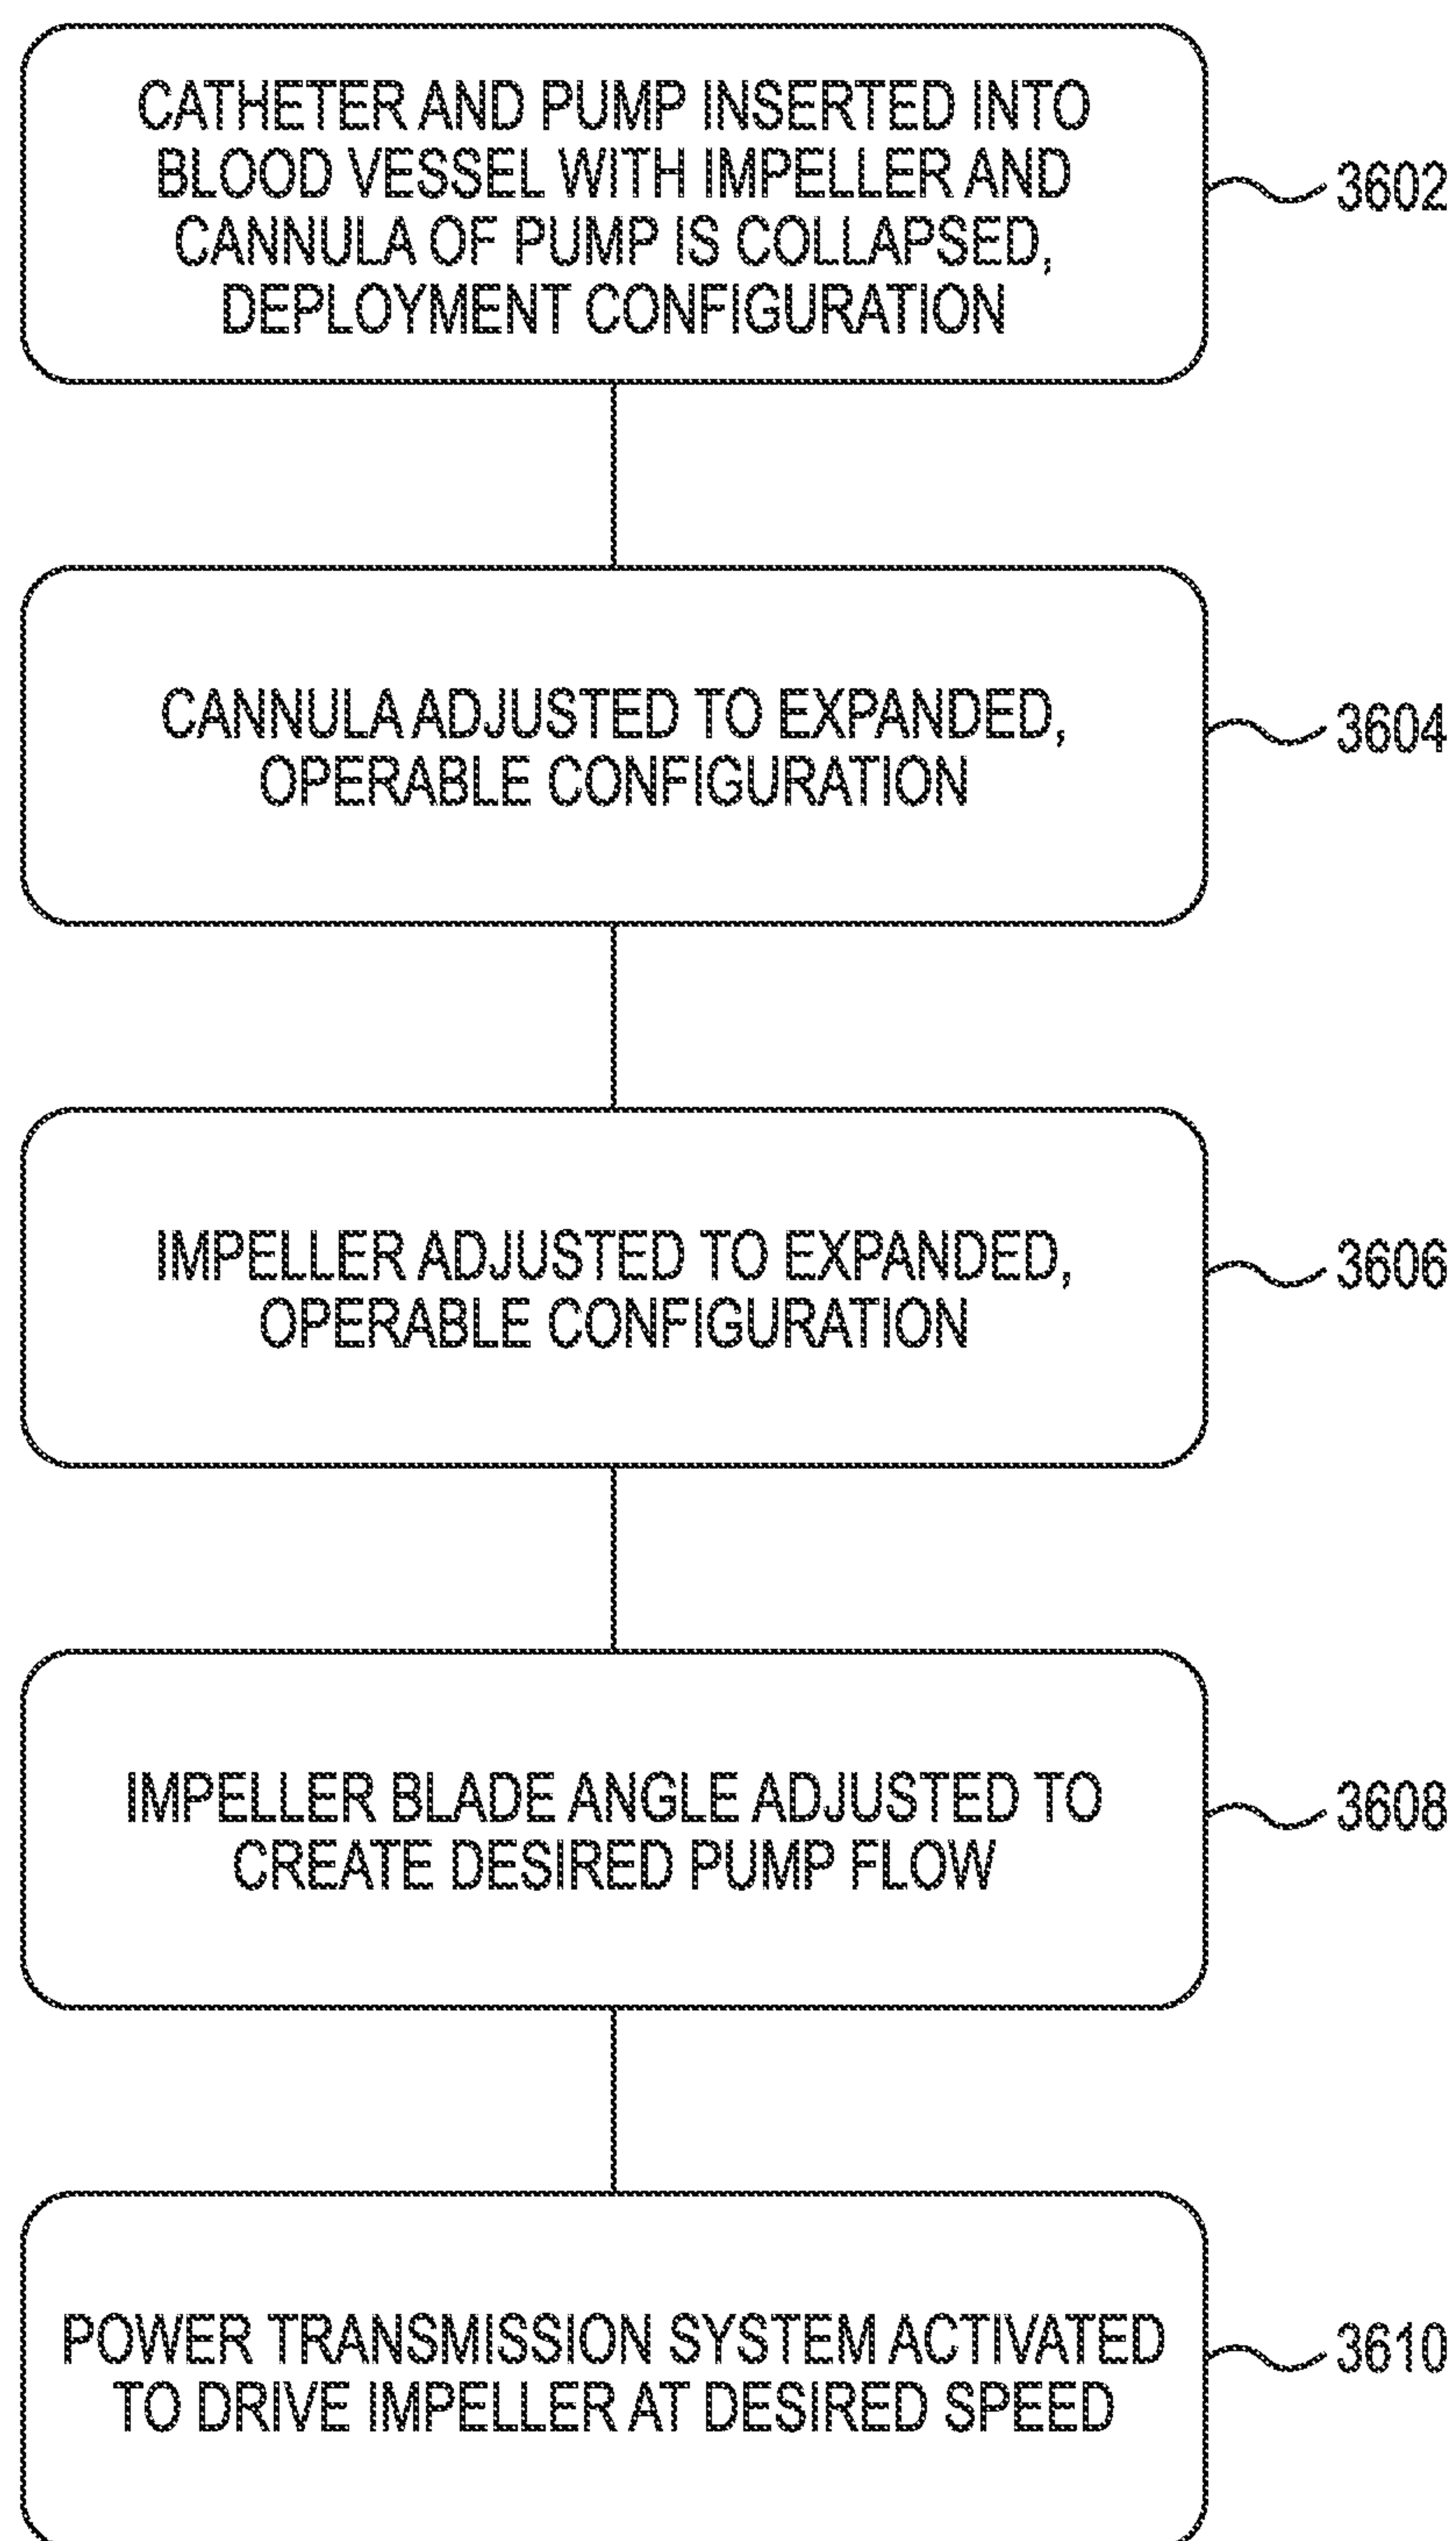 CATHETER AND PUMP INSERTED INTO
BLOOD VESSEL WITH IMPELLER AND
CANNULA OF PUMP IS COLLAPSED,
DEPLOYMENT CONFIGURATION
3602
CANNULA ADJUSTED TO EXPANDED,
OPERABLE CONFIGURATION
3604
IMPELLER ADJUSTED TO EXPANDED,
OPERABLE CONFIGURATION
3606
IMPELLER BLADE ANGLE ADJUSTED TO
CREATE DESIRED PUMP FLOW
3608
POWER TRANSMISSION SYSTEM ACTIVATED
TO DRIVE IMPELLER AT DESIRED SPEED
3610